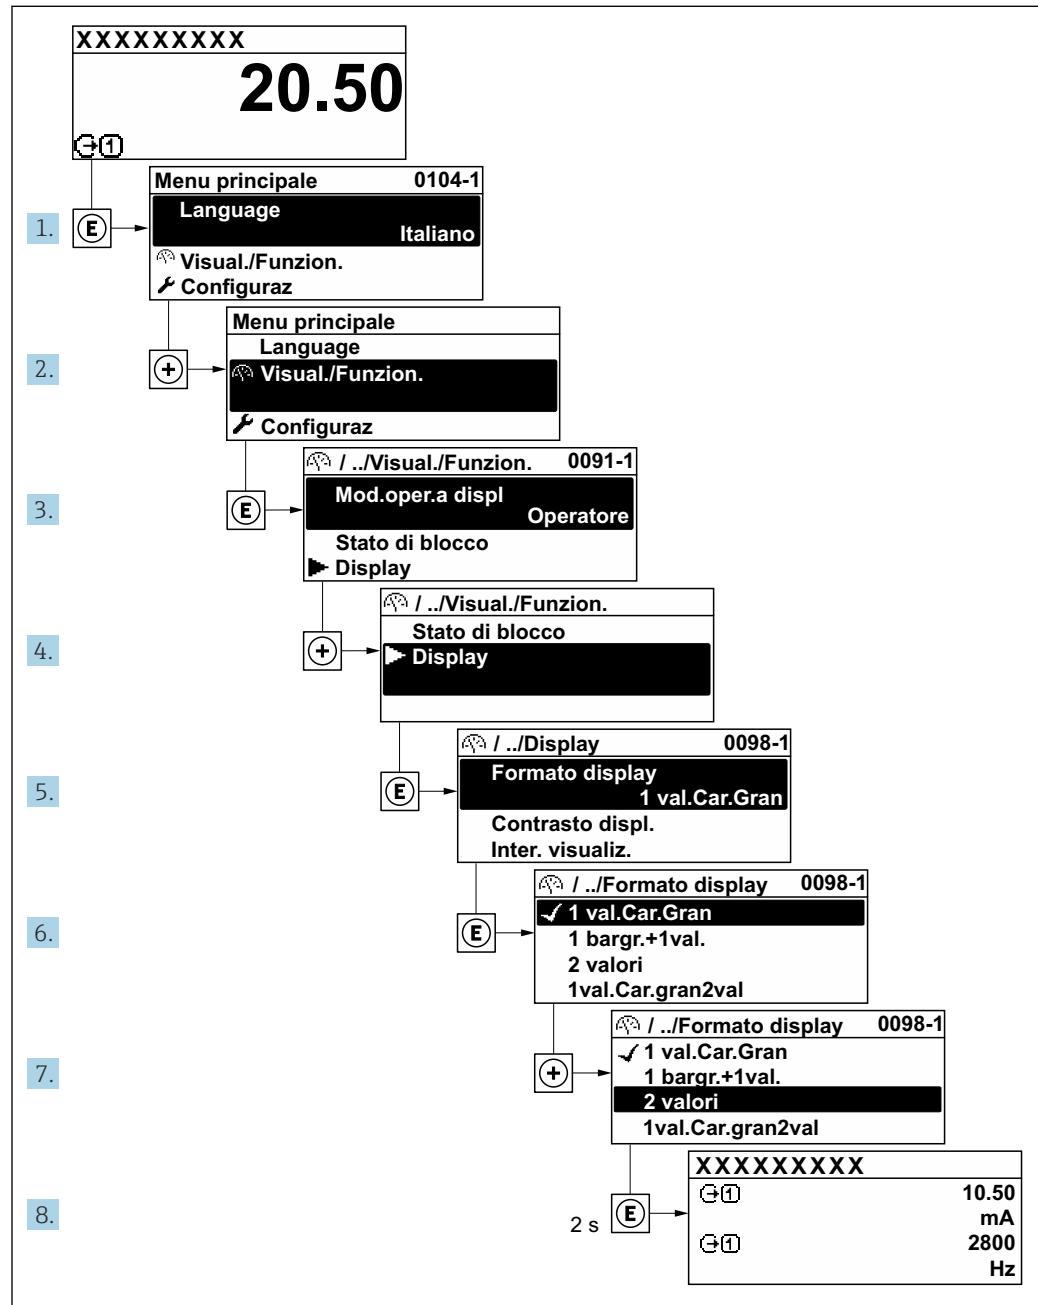 XXXXXXXXX
20.50
1
Menu principale 0104-1
Language
Italiano
Visual./Funzion.
Configuraz
1. E
Menu principale
Language
Visual./Funzion.
Configuraz
2. +
/ ../Visual./Funzion. 0091-1
Mod.oper.a displ
Operatore
Stato di blocco
Display
3. E
/ ../Visual./Funzion.
Stato di blocco
Display
4. +
/ ../Display 0098-1
Formato display
1 val.Car.Gran
Contrasto displ.
Inter. visualiz.
5. E
/ ../Formato display 0098-1
1 val.Car.Gran
1 bargr.+1val.
2 valori
1val.Car.gran2val
6. E
/ ../Formato display 0098-1
1 val.Car.Gran
1 bargr.+1val.
2 valori
1val.Car.gran2val
7. +
XXXXXXXXX
1 10.50
mA
1 2800
Hz
8. 2 s E